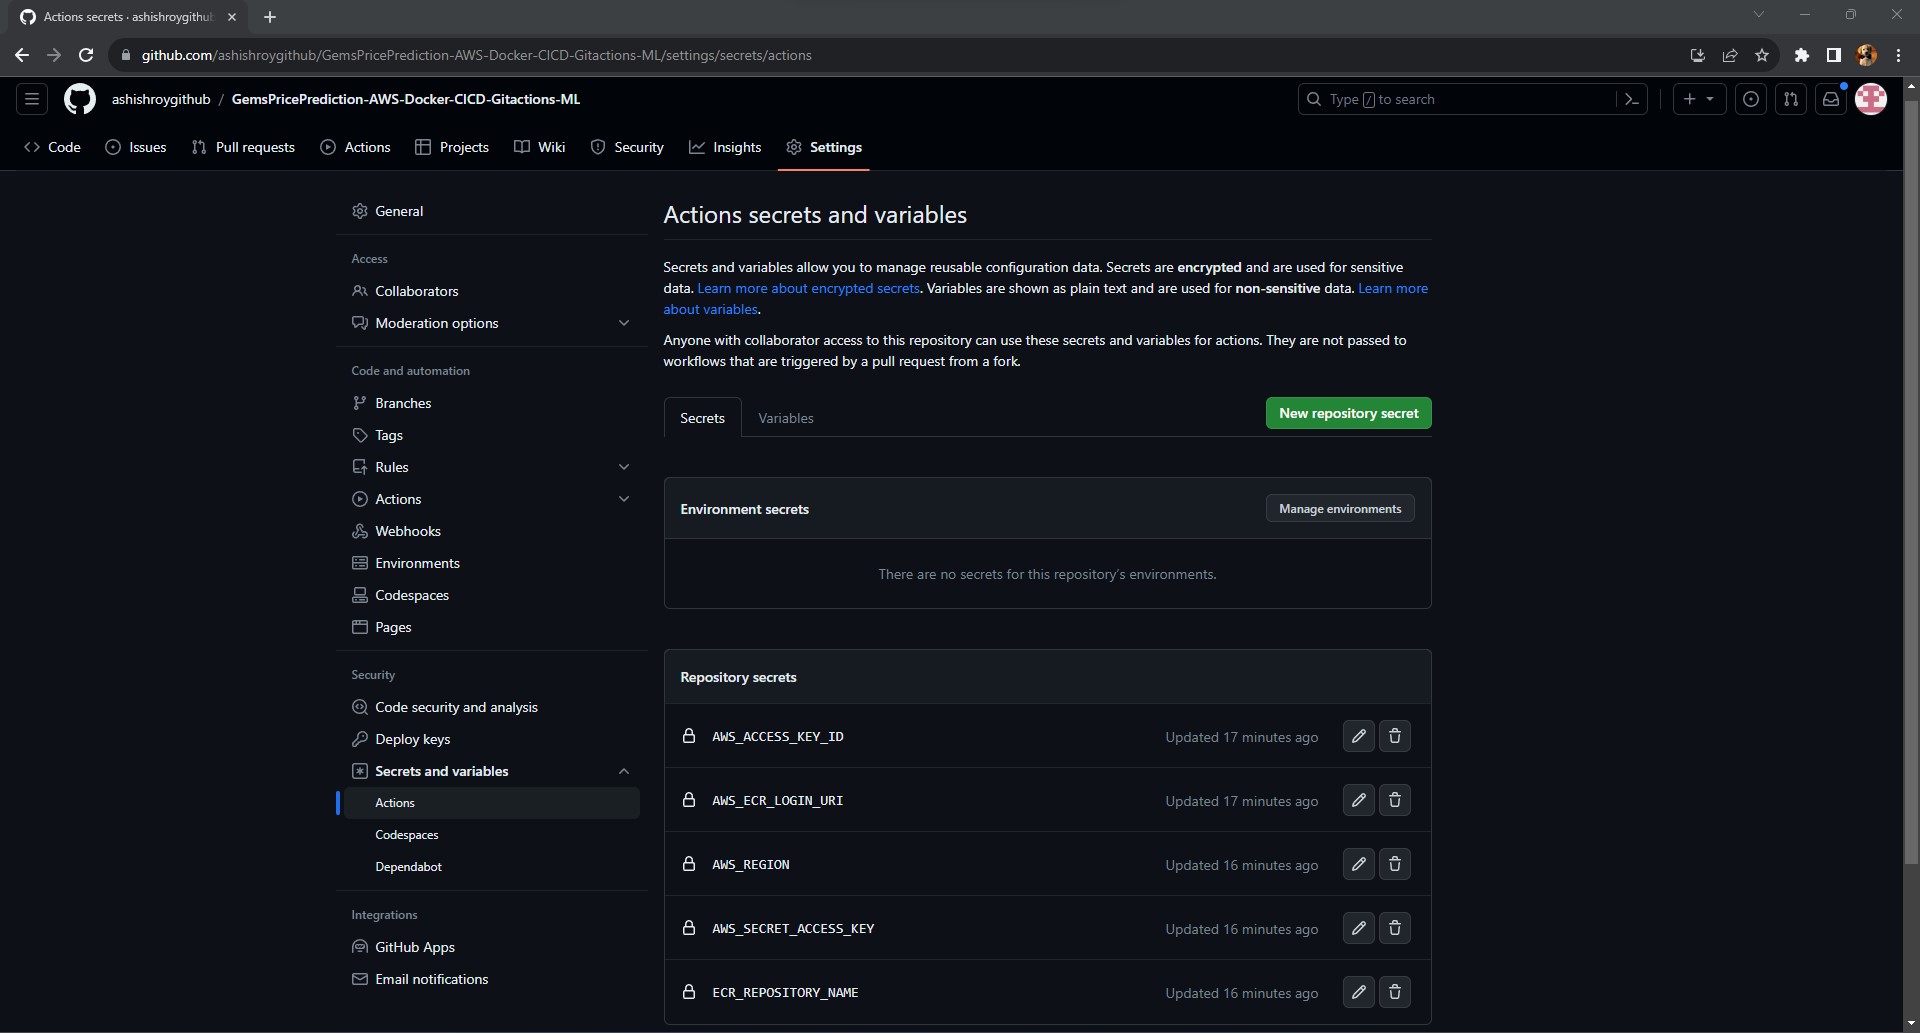 Actions secrets · ashishroygithub
github.com/ashishroygithub/GemsPricePrediction-AWS-Docker-CICD-Gitactions-ML/settings/secrets/actions
ashishroygithub / GemsPricePrediction-AWS-Docker-CICD-Gitactions-ML
Type / to search
Code Issues Pull requests Actions Projects Wiki Security Insights Settings
General
Access
Collaborators
Moderation options
Code and automation
Branches
Tags
Rules
Actions
Webhooks
Environments
Codespaces
Pages
Security
Code security and analysis
Deploy keys
Secrets and variables
Actions
Codespaces
Dependabot
Integrations
GitHub Apps
Email notifications
Actions secrets and variables
Secrets and variables allow you to manage reusable configuration data. Secrets are encrypted and are used for sensitive
data. Learn more about encrypted secrets. Variables are shown as plain text and are used for non-sensitive data. Learn more
about variables.
Anyone with collaborator access to this repository can use these secrets and variables for actions. They are not passed to
workflows that are triggered by a pull request from a fork.
Secrets Variables New repository secret
Environment secrets Manage environments
There are no secrets for this repository's environments.
Repository secrets
AWS_ACCESS_KEY_ID Updated 17 minutes ago
AWS_ECR_LOGIN_URI Updated 17 minutes ago
AWS_REGION Updated 16 minutes ago
AWS_SECRET_ACCESS_KEY Updated 16 minutes ago
ECR_REPOSITORY_NAME Updated 16 minutes ago